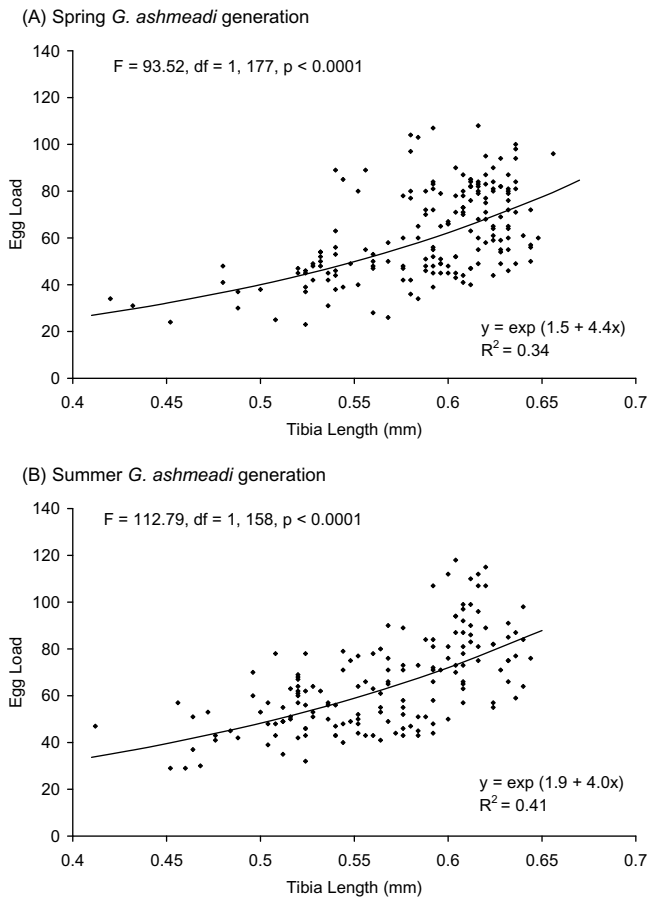 (A) Spring G. ashmeadi generation
F = 93.52, df = 1, 177, p < 0.0001
140
120
100
80
60
40
20
0
Egg Load
y = exp (1.5 + 4.4x)
R² = 0.34
0.4 0.45 0.5 0.55 0.6 0.65 0.7
Tibia Length (mm)
(B) Summer G. ashmeadi generation
F = 112.79, df = 1, 158, p < 0.0001
140
120
100
80
60
40
20
0
Egg Load
y = exp (1.9 + 4.0x)
R² = 0.41
0.4 0.45 0.5 0.55 0.6 0.65 0.7
Tibia Length (mm)